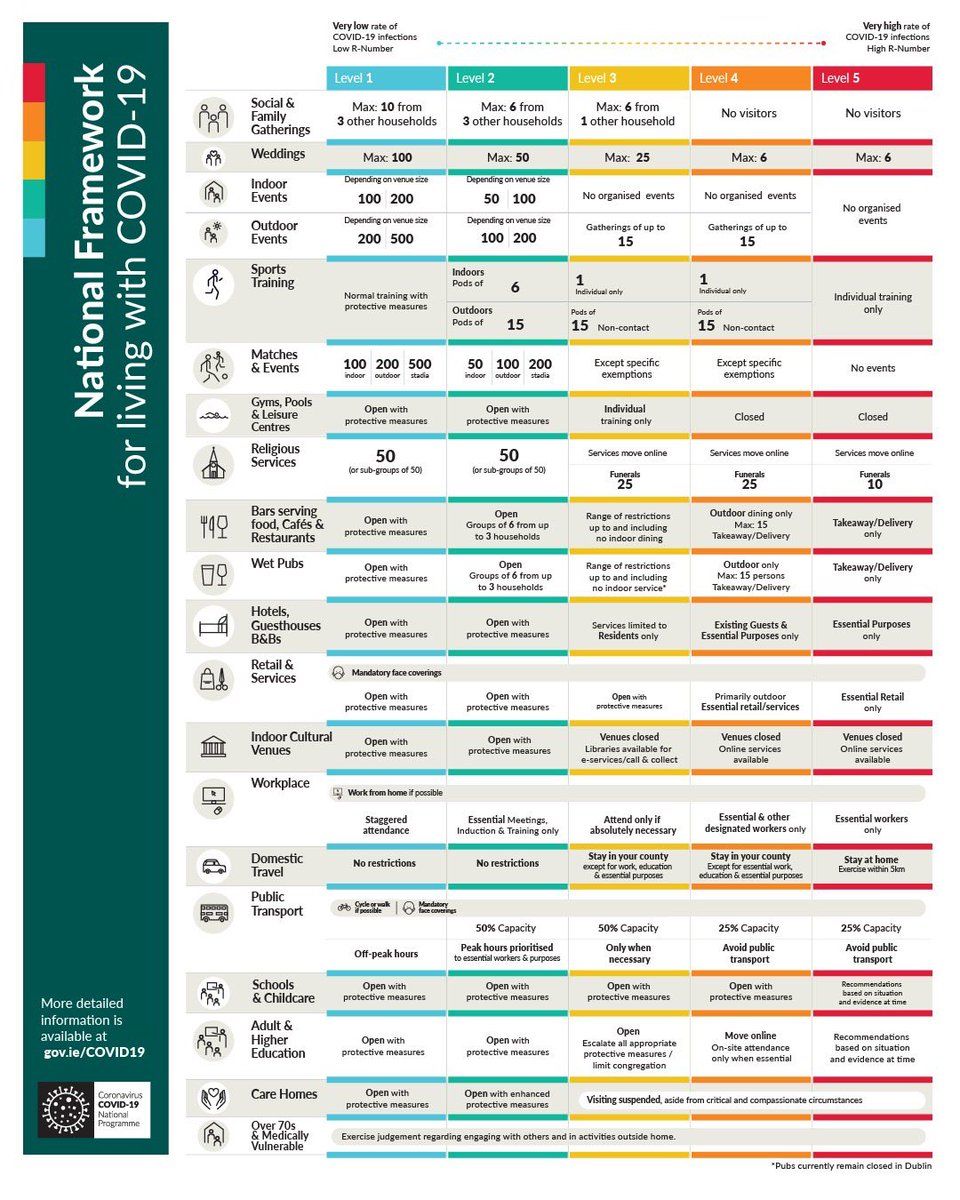 National Framework
for living with COVID-19
More detailed
information is
available at
gov.ie/COVID19
Coronavirus
COVID-19
National
Programme
Very low rate of
COVID-19 infections
Low R-Number
Very high rate of
COVID-19 infections
High R-Number
Level 1 Level 2 Level 3 Level 4 Level 5
Social &
Family
Gatherings
Max: 10 from
3 other households
Max: 6 from
3 other households
Max: 6 from
1 other household
No visitors
No visitors
Weddings
Max: 100
Max: 50
Max: 25
Max: 6
Max: 6
Indoor
Events
Depending on venue size
100 200
Depending on venue size
50 100
No organised events
No organised events
No organised
events
Outdoor
Events
Depending on venue size
200 500
Depending on venue size
100 200
Gatherings of up to
15
Gatherings of up to
15
Sports
Training
Normal training with
protective measures
Indoors
Pods of 6
Outdoors
Pods of 15
1
Individual only
Pods of
15 Non-contact
1
Individual only
Pods of
15 Non-contact
Individual training
only
Matches
& Events
100 200 500
indoor outdoor stadia
50 100 200
indoor outdoor stadia
Except specific
exemptions
Except specific
exemptions
No events
Gyms, Pools
& Leisure
Centres
Open with
protective measures
Open with
protective measures
Individual
training only
Closed
Closed
Religious
Services
50
(or sub-groups of 50)
50
(or sub-groups of 50)
Services move online
Funerals
25
Services move online
Funerals
25
Services move online
Funerals
10
Bars serving
food, Cafés &
Restaurants
Open with
protective measures
Open
Groups of 6 from up
to 3 households
Range of restrictions
up to and including
no indoor dining
Outdoor dining only
Max: 15
Takeaway/Delivery
Takeaway/Delivery
only
Wet Pubs
Open with
protective measures
Open
Groups of 6 from up
to 3 households
Range of restrictions
up to and including
no indoor service*
Outdoor only
Max: 15 persons
Takeaway/Delivery
Takeaway/Delivery
only
Hotels,
Guesthouses
B&Bs
Open with
protective measures
Open with
protective measures
Services limited to
Residents only
Existing Guests &
Essential Purposes only
Essential Purposes
only
Retail &
Services
Mandatory face coverings
Open with
protective measures
Open with
protective measures
Open with
protective measures
Primarily outdoor
Essential retail/services
Essential Retail
only
Indoor Cultural
Venues
Open with
protective measures
Open with
protective measures
Venues closed
Libraries available for
e-services/call & collect
Venues closed
Online services
available
Venues closed
Online services
available
Workplace
Work from home if possible
Staggered
attendance
Essential Meetings,
Induction & Training only
Attend only if
absolutely necessary
Essential & other
designated workers only
Essential workers
only
Domestic
Travel
No restrictions
No restrictions
Stay in your county
except for work, education
& essential purposes
Stay in your county
Except for essential work,
education & essential purposes
Stay at home
Exercise within 5km
Public
Transport
Cycle or walk
if possible
Mandatory
face coverings
Off-peak hours
50% Capacity
Peak hours prioritised
to essential workers & purposes
50% Capacity
Only when
necessary
25% Capacity
Avoid public
transport
25% Capacity
Avoid public
transport
Schools
& Childcare
Open with
protective measures
Open with
protective measures
Open with
protective measures
Open with
protective measures
Recommendations
based on situation
and evidence at time
Adult &
Higher
Education
Open with
protective measures
Open with
protective measures
Open
Escalate all appropriate
protective measures /
limit congregation
Move online
On-site attendance
only when essential
Recommendations
based on situation
and evidence at time
Care Homes
Open with
protective measures
Open with enhanced
protective measures
Visiting suspended, aside from critical and compassionate circumstances
Over 70s
& Medically
Vulnerable
Exercise judgement regarding engaging with others and in activities outside home.
*Pubs currently remain closed in Dublin